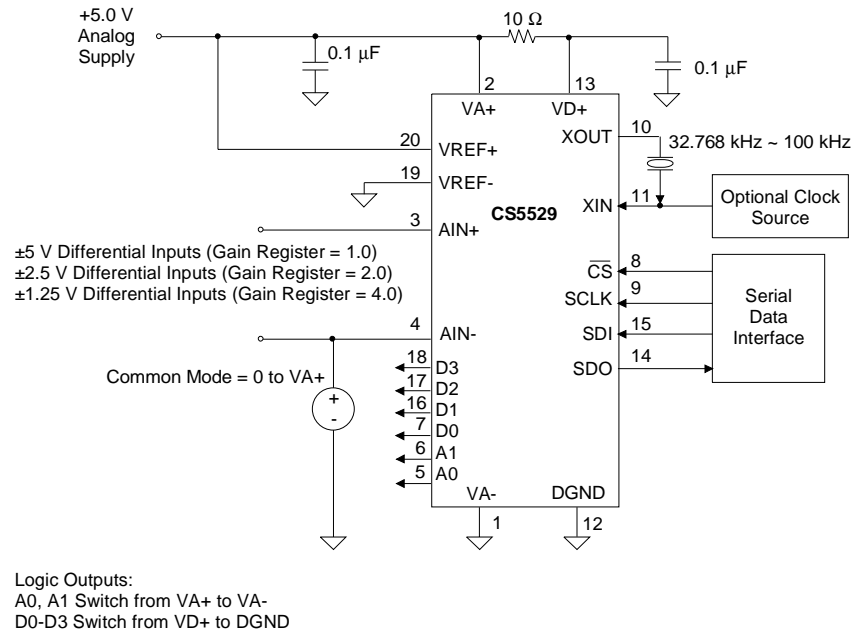 +5.0 V
Analog
Supply
10 Ω
0.1 μF
0.1 μF
2
13
VA+
VD+
XOUT
10
32.768 kHz ~ 100 kHz
20
VREF+
19
VREF-
CS5529
XIN
11
Optional Clock
Source
3
AIN+
±5 V Differential Inputs (Gain Register = 1.0)
±2.5 V Differential Inputs (Gain Register = 2.0)
±1.25 V Differential Inputs (Gain Register = 4.0)
CS
8
SCLK
9
SDI
15
SDO
14
Serial
Data
Interface
4
AIN-
Common Mode = 0 to VA+
+
-
18
D3
17
D2
16
D1
7
D0
6
A1
5
A0
VA-
DGND
1
12
Logic Outputs:
A0, A1 Switch from VA+ to VA-
D0-D3 Switch from VD+ to DGND